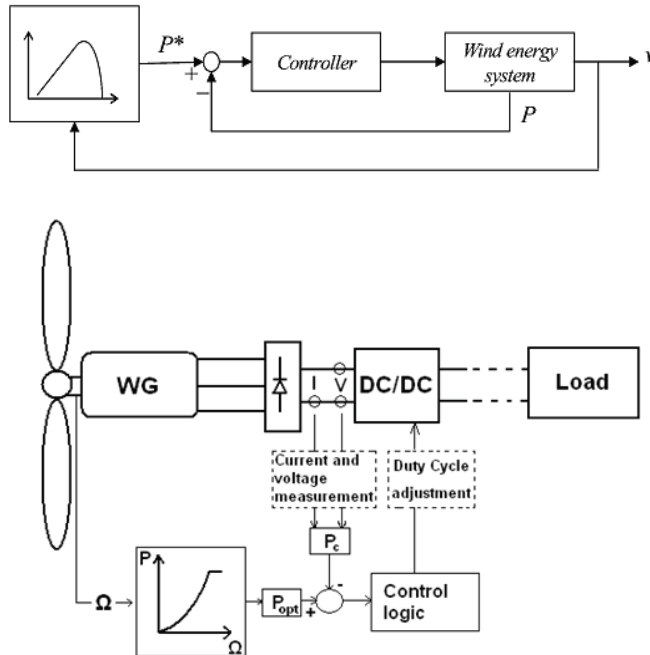 P*
+
−
Controller
Wind energy
system
P
WG
I
V
DC/DC
Load
Current and
voltage
measurement
Duty Cycle
adjustment
Pc
P
Ω
Ω
Popt
+
-
Control
logic